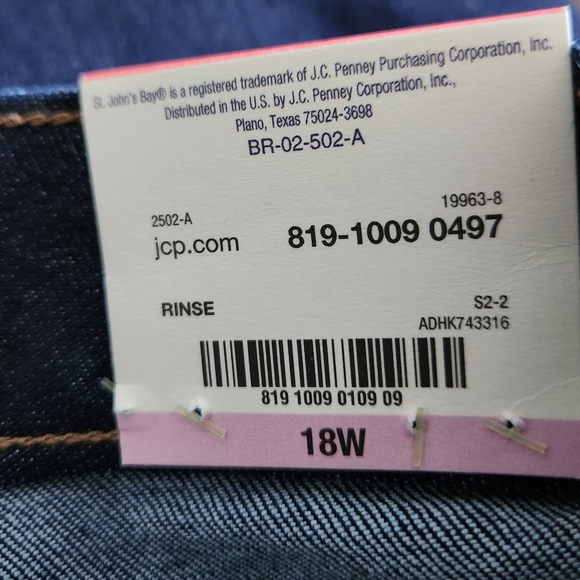 St. John's Bay® is a registered trademark of J.C. Penney Purchasing Corporation, Inc.
Distributed in the U.S. by J.C. Penney Corporation, Inc.,
Plano, Texas 75024-3698
BR-02-502-A
2502-A 19963-8
jcp.com 819-1009 0497
RINSE S2-2
ADHK743316
819 1009 0109 09
18W